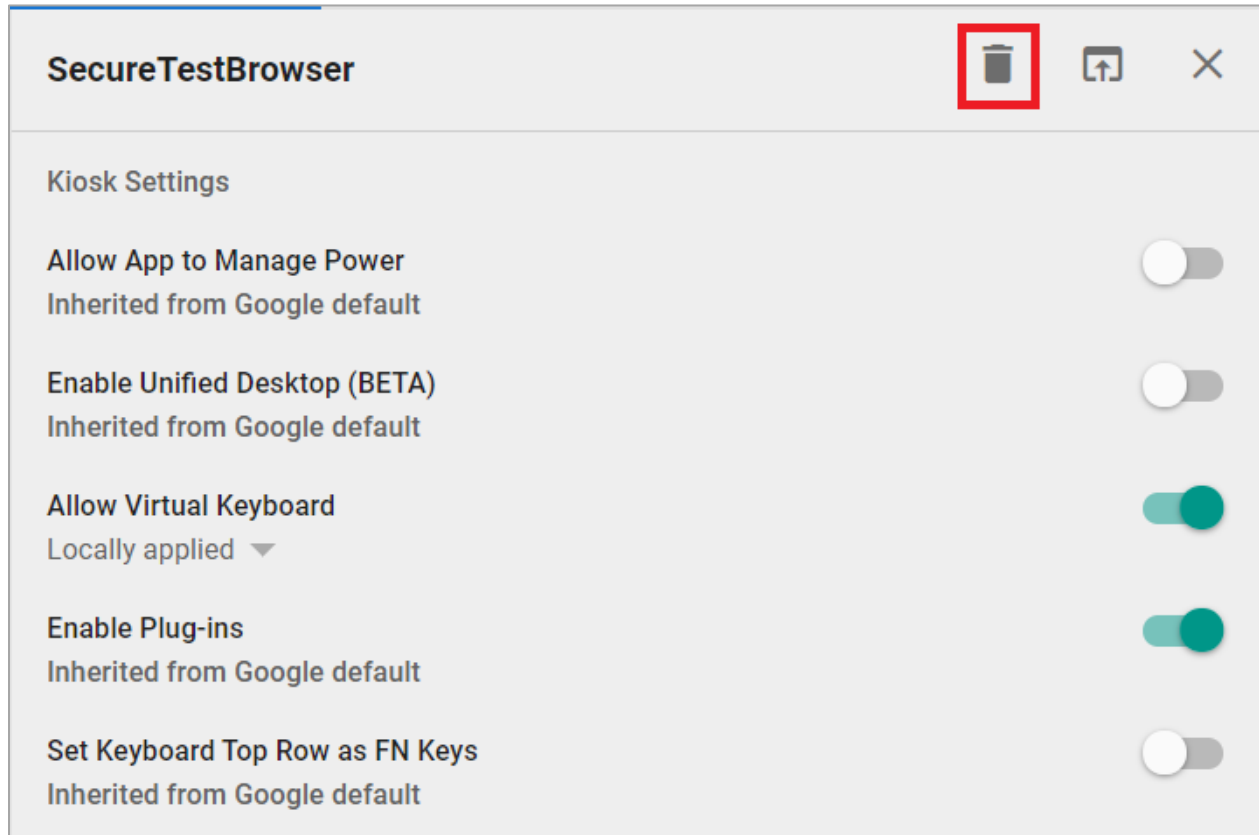 SecureTestBrowser
Kiosk Settings
Allow App to Manage Power
Inherited from Google default
Enable Unified Desktop (BETA)
Inherited from Google default
Allow Virtual Keyboard
Locally applied
Enable Plug-ins
Inherited from Google default
Set Keyboard Top Row as FN Keys
Inherited from Google default